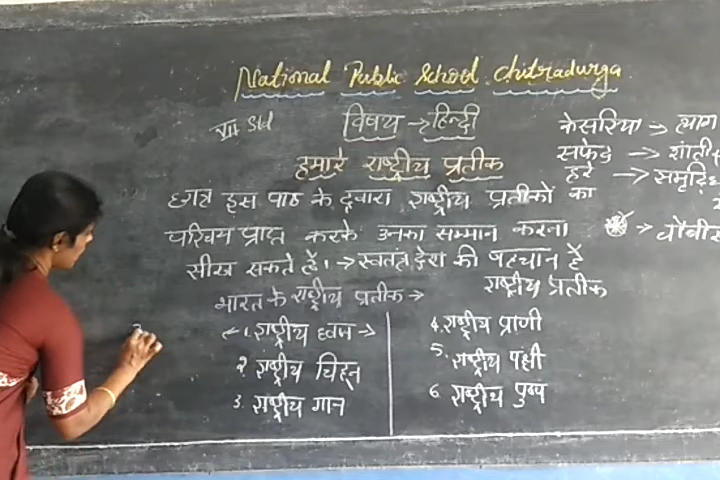 National Public School Chitradurga
VII Std
विषय → हिन्दी
हमारे राष्ट्रीय प्रतीक
छात्र इस पाठ के द्वारा राष्ट्रीय प्रतीकों का
परिचय प्राप्त करके उनका सम्मान करना
सीख सकते हैं। → स्वतंत्र देश की पहचान है
राष्ट्रीय प्रतीक
भारत के राष्ट्रीय प्रतीक →
1. राष्ट्रीय ध्वज →
2. राष्ट्रीय चिह्न
3. राष्ट्रीय गान
4. राष्ट्रीय प्राणी
5. राष्ट्रीय पक्षी
6. राष्ट्रीय पुष्प
केसरिया → त्याग
सफेद → शांती
हरे → समृद्धि
→ चौबीस